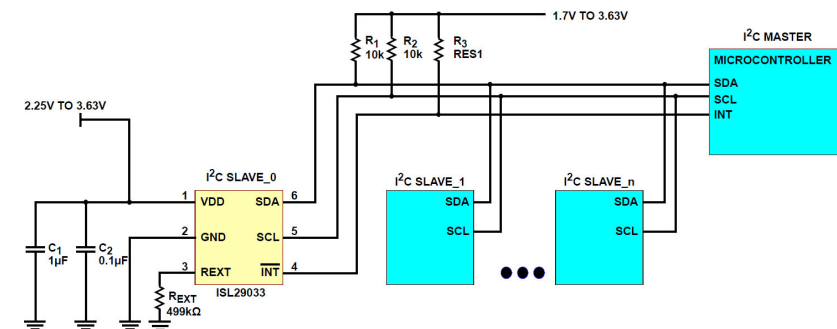 1.7V TO 3.63V
R1
10k
R2
10k
R3
RES1
I2C MASTER
MICROCONTROLLER
SDA
SCL
INT
2.25V TO 3.63V
I2C SLAVE_0
1 VDD SDA 6
2 GND SCL 5
3 REXT INT 4
ISL29033
C1
1µF
C2
0.1µF
REXT
499kΩ
I2C SLAVE_1
SDA
SCL
I2C SLAVE_n
SDA
SCL